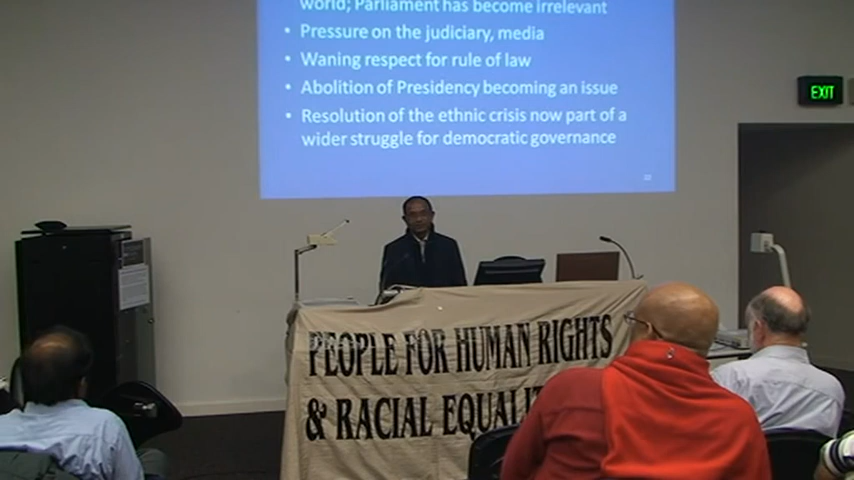 world; Parliament has become irrelevant
• Pressure on the judiciary, media
• Waning respect for rule of law
• Abolition of Presidency becoming an issue
• Resolution of the ethnic crisis now part of a
wider struggle for democratic governance
EXIT
PEOPLE FOR HUMAN RIGHTS
& RACIAL EQUALI